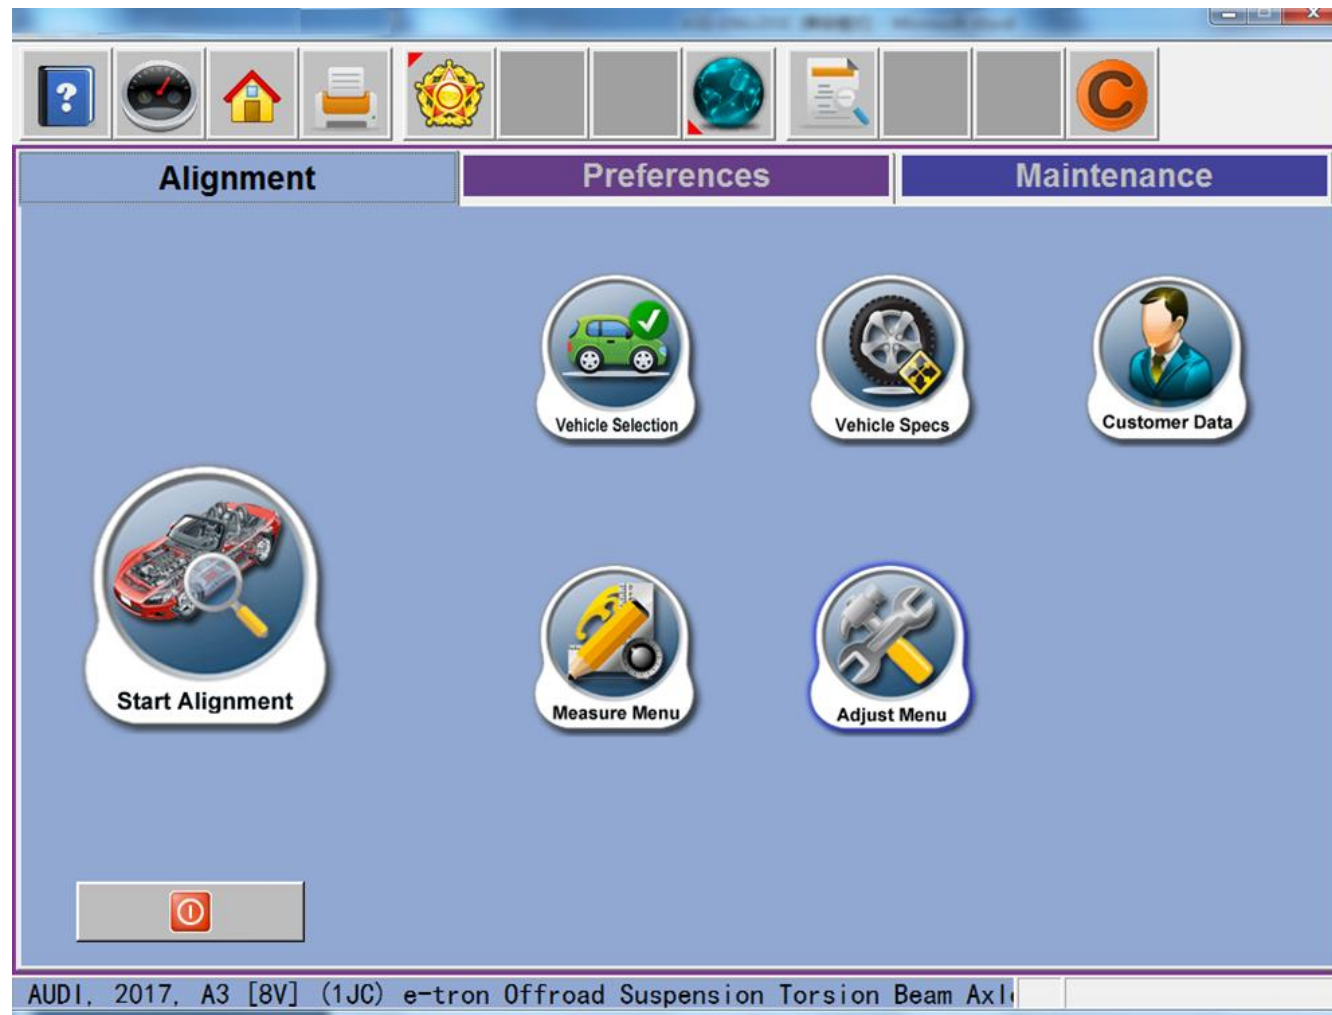 ?
C
Alignment
Preferences
Maintenance
Vehicle Selection
Vehicle Specs
Customer Data
Start Alignment
Measure Menu
Adjust Menu
AUDI, 2017, A3 [8V] (1JC) e-tron Offroad Suspension Torsion Beam Axl